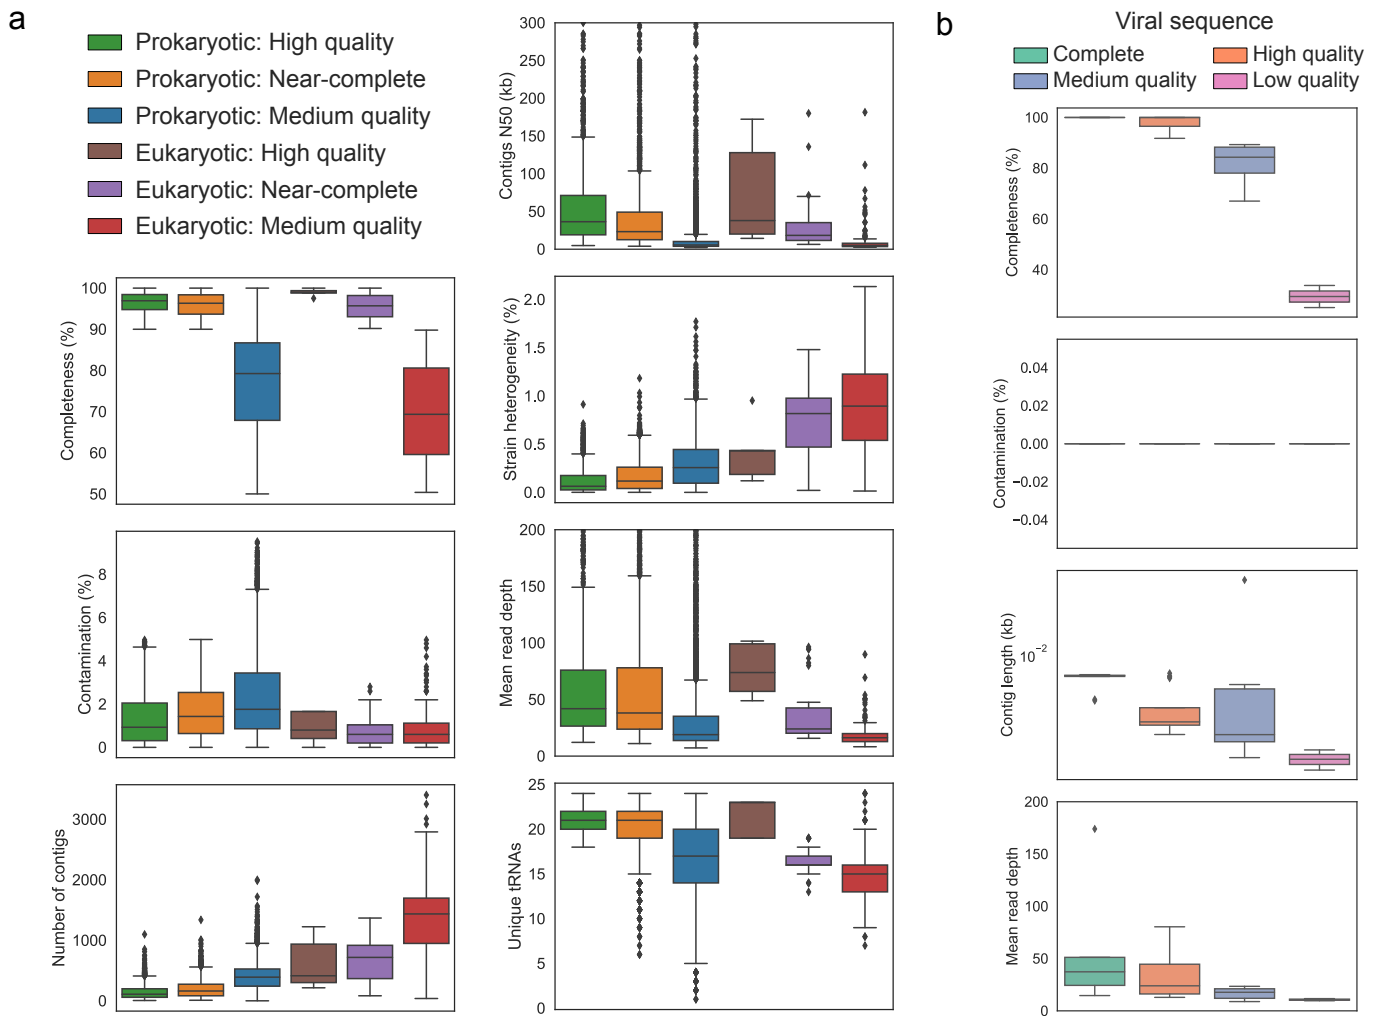 a
Prokaryotic: High quality
Prokaryotic: Near-complete
Prokaryotic: Medium quality
Eukaryotic: High quality
Eukaryotic: Near-complete
Eukaryotic: Medium quality
Completeness (%)
100
90
80
70
60
50
Contamination (%)
8
6
4
2
0
Number of contigs
3000
2000
1000
0
Contigs N50 (kb)
300
250
200
150
100
50
0
Strain heterogeneity (%)
2.0
1.5
1.0
0.5
0.0
Mean read depth
200
150
100
50
0
Unique tRNAs
25
20
15
10
5
0
b
Viral sequence
Complete
High quality
Medium quality
Low quality
Completeness (%)
100
80
60
40
Contamination (%)
0.04
0.02
0.00
−0.02
−0.04
Contig length (kb)
10⁻²
Mean read depth
200
150
100
50
0